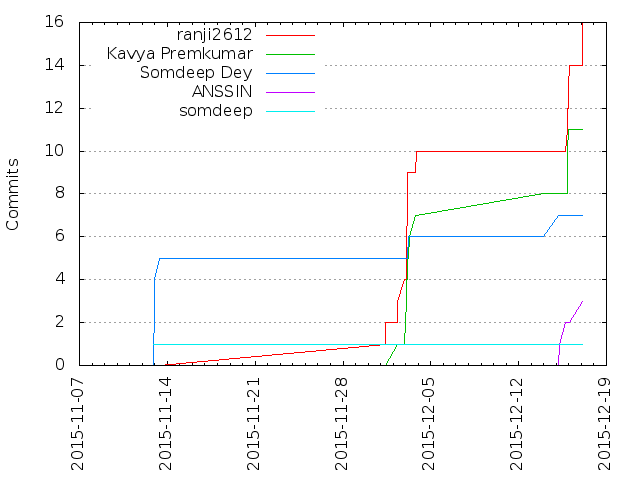 16
14
12
10
8
6
4
2
0
Commits
ranji2612
Kavya Premkumar
Somdeep Dey
ANSSIN
somdeep
2015-11-07
2015-11-14
2015-11-21
2015-11-28
2015-12-05
2015-12-12
2015-12-19